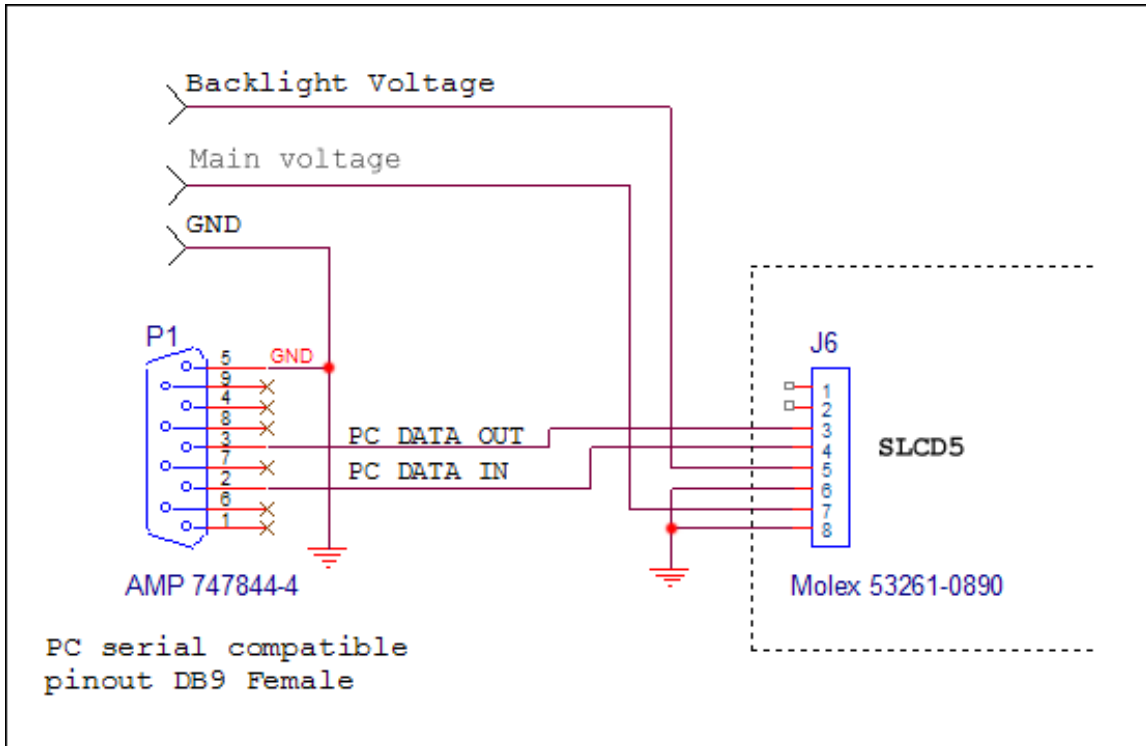 Backlight Voltage
Main voltage
GND
P1
5
GND
9
4
8
3
PC DATA OUT
7
PC DATA IN
2
6
1
AMP 747844-4
PC serial compatible
pinout DB9 Female
J6
1
2
3
4
5
6
7
8
SLCD5
Molex 53261-0890